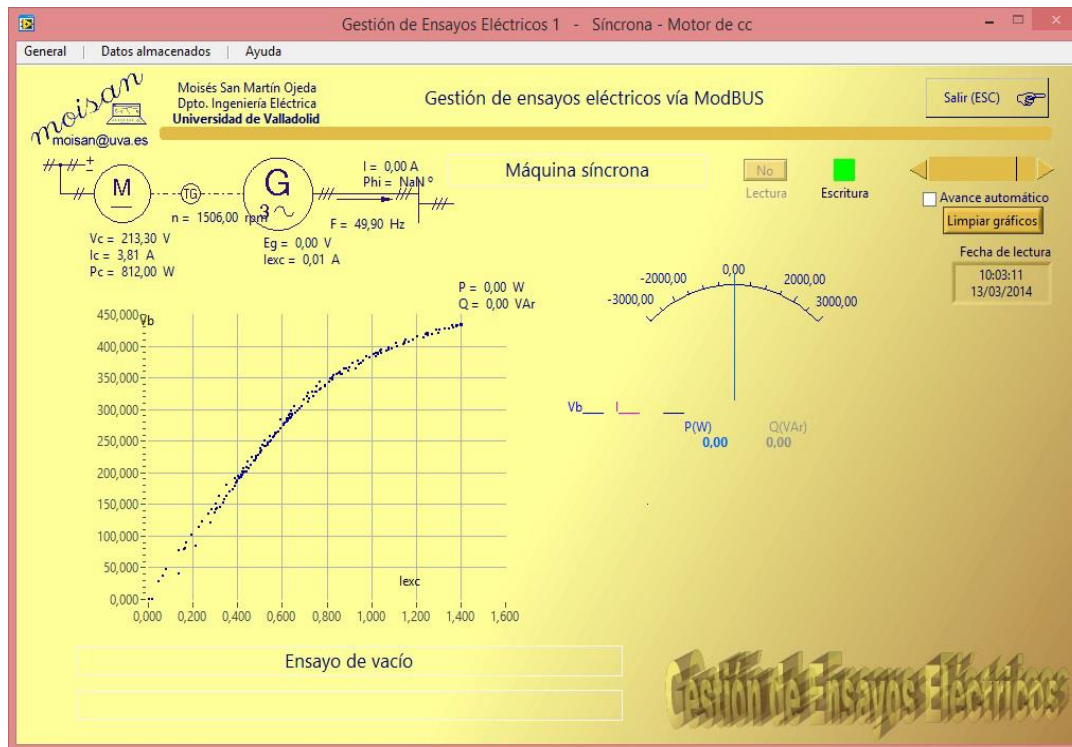 Gestión de Ensayos Eléctricos 1 - Síncrona - Motor de cc
General | Datos almacenados | Ayuda
moisan
moisan@uva.es
Moisés San Martín Ojeda
Dpto. Ingeniería Eléctrica
Universidad de Valladolid
Gestión de ensayos eléctricos vía ModBUS
Salir (ESC)
±
M
TG
G
3
n = 1506,00 rpm
I = 0,00 A
Phi = NaN º
F = 49,90 Hz
Vc = 213,30 V
Ic = 3,81 A
Pc = 812,00 W
Eg = 0,00 V
Iexc = 0,01 A
Máquina síncrona
No
Lectura
Escritura
Avance automático
Limpiar gráficos
Fecha de lectura
10:03:11
13/03/2014
P = 0,00 W
Q = 0,00 VAr
450,000
Vb
400,000
350,000
300,000
250,000
200,000
150,000
100,000
50,000
0,000
Iexc
0,000 0,200 0,400 0,600 0,800 1,000 1,200 1,400 1,600
-3000,00 -2000,00 0,00 2000,00 3000,00
Vb I
P(W) Q(VAr)
0,00 0,00
Ensayo de vacío
Gestión de Ensayos Eléctricos